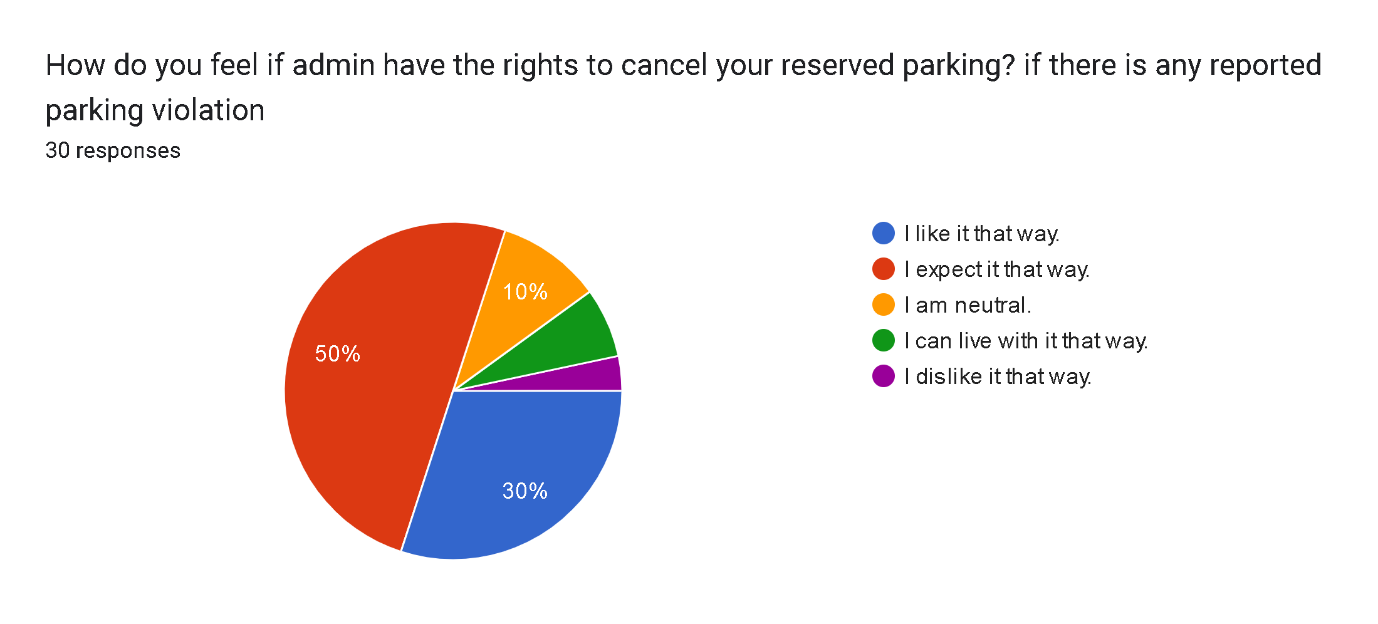 How do you feel if admin have the rights to cancel your reserved parking? if there is any reported
parking violation
30 responses
10%
50%
30%
I like it that way.
I expect it that way.
I am neutral.
I can live with it that way.
I dislike it that way.